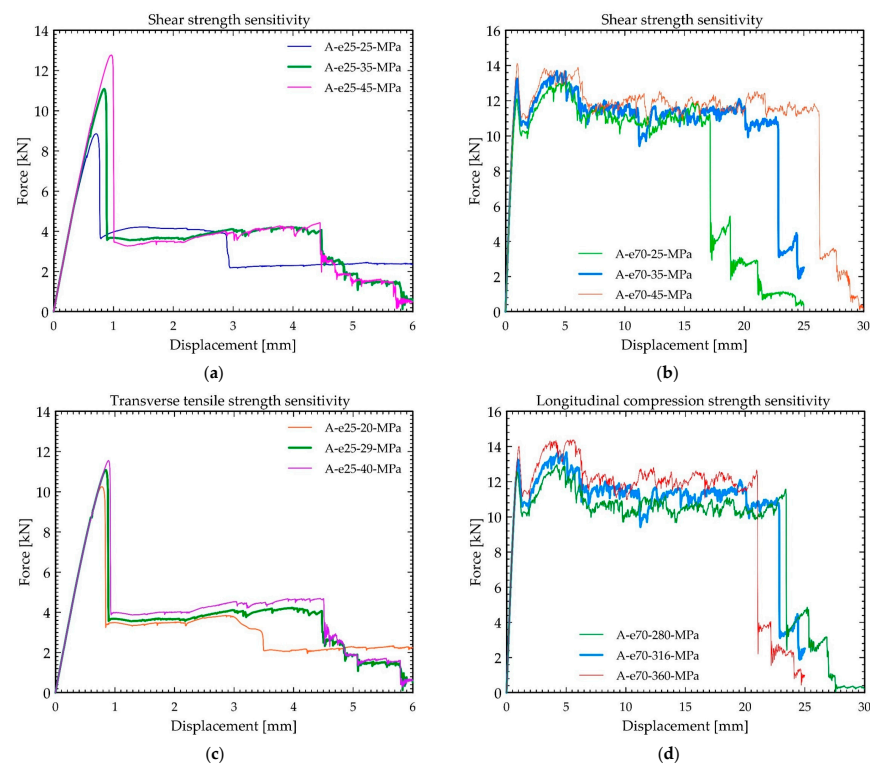 Shear strength sensitivity
14
12
10
8
6
4
2
0
Force [kN]
A-e25-25-MPa
A-e25-35-MPa
A-e25-45-MPa
0 1 2 3 4 5 6
Displacement [mm]
(a)
Shear strength sensitivity
16
14
12
10
8
6
4
2
0
Force [kN]
A-e70-25-MPa
A-e70-35-MPa
A-e70-45-MPa
0 5 10 15 20 25 30
Displacement [mm]
(b)
Transverse tensile strength sensitivity
14
12
10
8
6
4
2
0
Force [kN]
A-e25-20-MPa
A-e25-29-MPa
A-e25-40-MPa
0 1 2 3 4 5 6
Displacement [mm]
(c)
Longitudinal compression strength sensitivity
16
14
12
10
8
6
4
2
0
Force [kN]
A-e70-280-MPa
A-e70-316-MPa
A-e70-360-MPa
0 5 10 15 20 25 30
Displacement [mm]
(d)